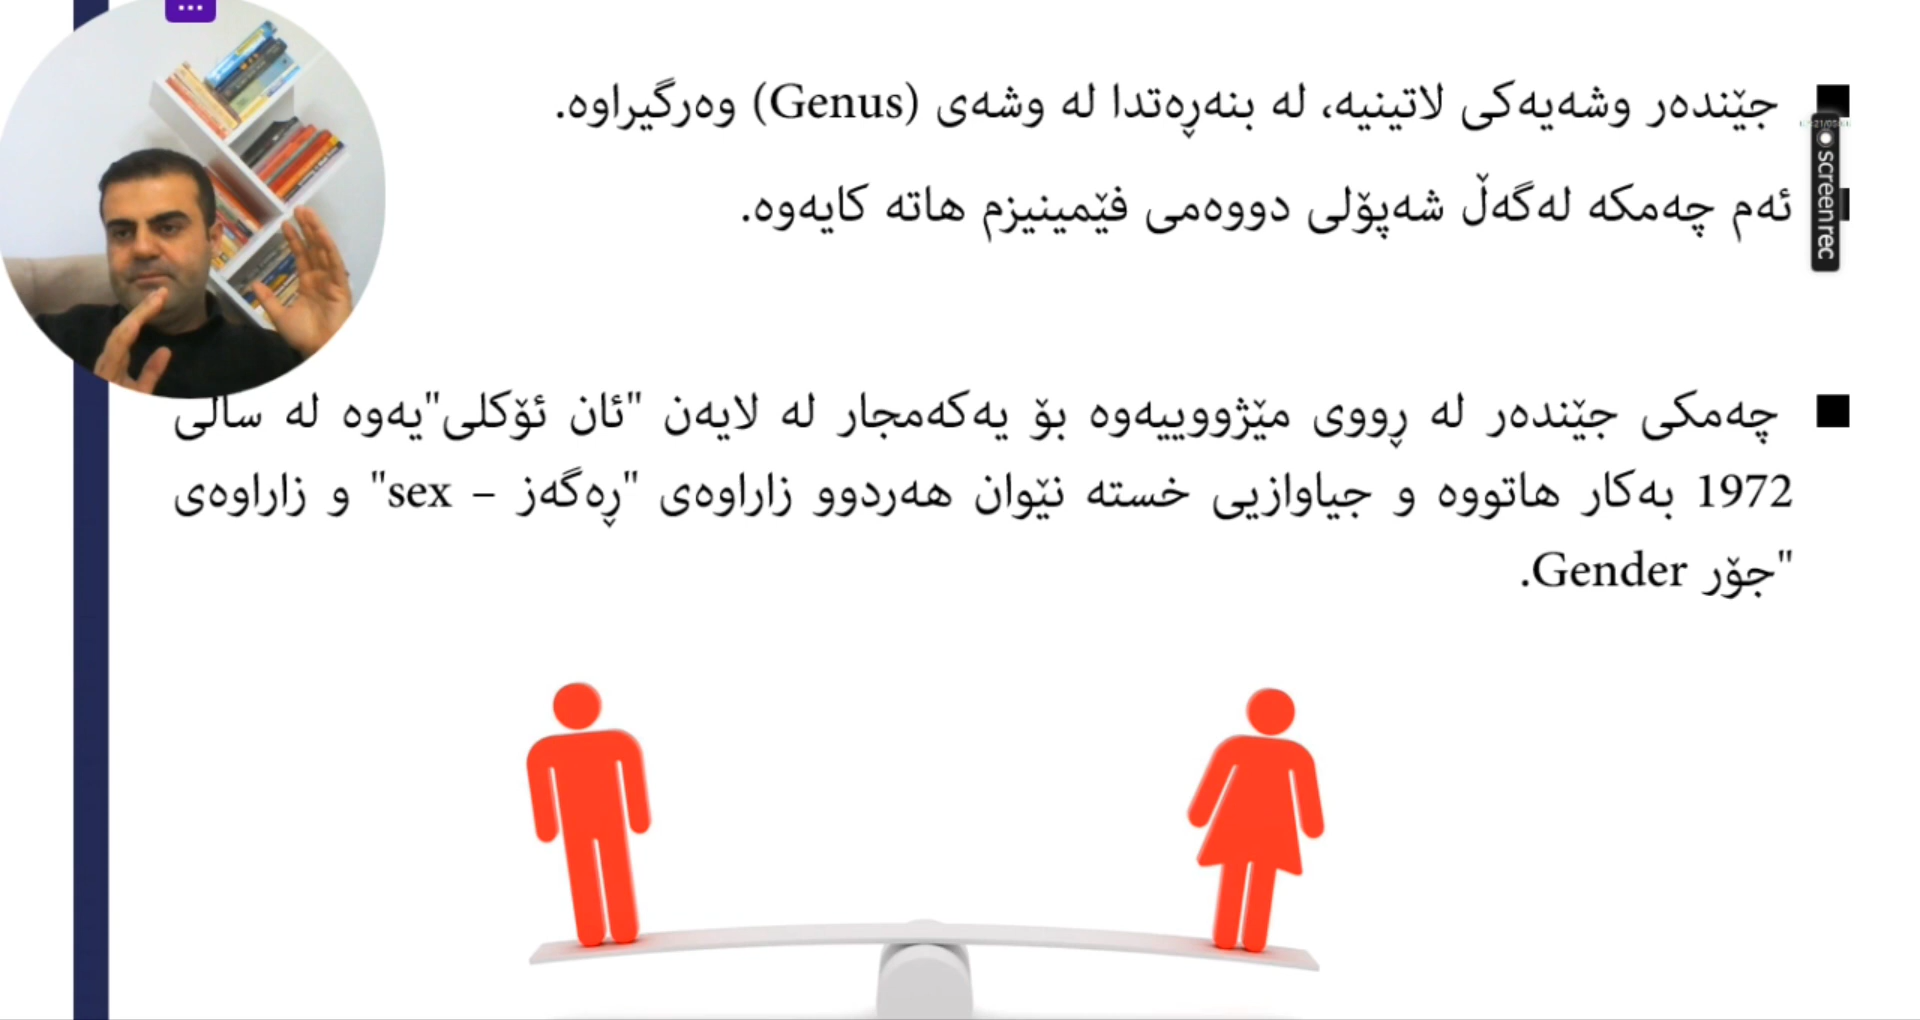 جێندەر وشەیەکی لاتینیە، لە بنەڕەتدا لە وشەی (Genus) وەرگیراوە.
ئەم چەمکە لەگەڵ شەپۆلی دووەمی فێمینیزم هاتە کایەوە.
چەمکی جێندەر لە ڕووی مێژووییەوە بۆ یەکەمجار لە لایەن "ئان ئۆکلی"یەوە لە ساڵی
1972 بەکار هاتووە و جیاوازیی خستە نێوان هەردوو زاراوەی "ڕەگەز – sex" و زاراوەی
"جۆر Gender.
screenrec